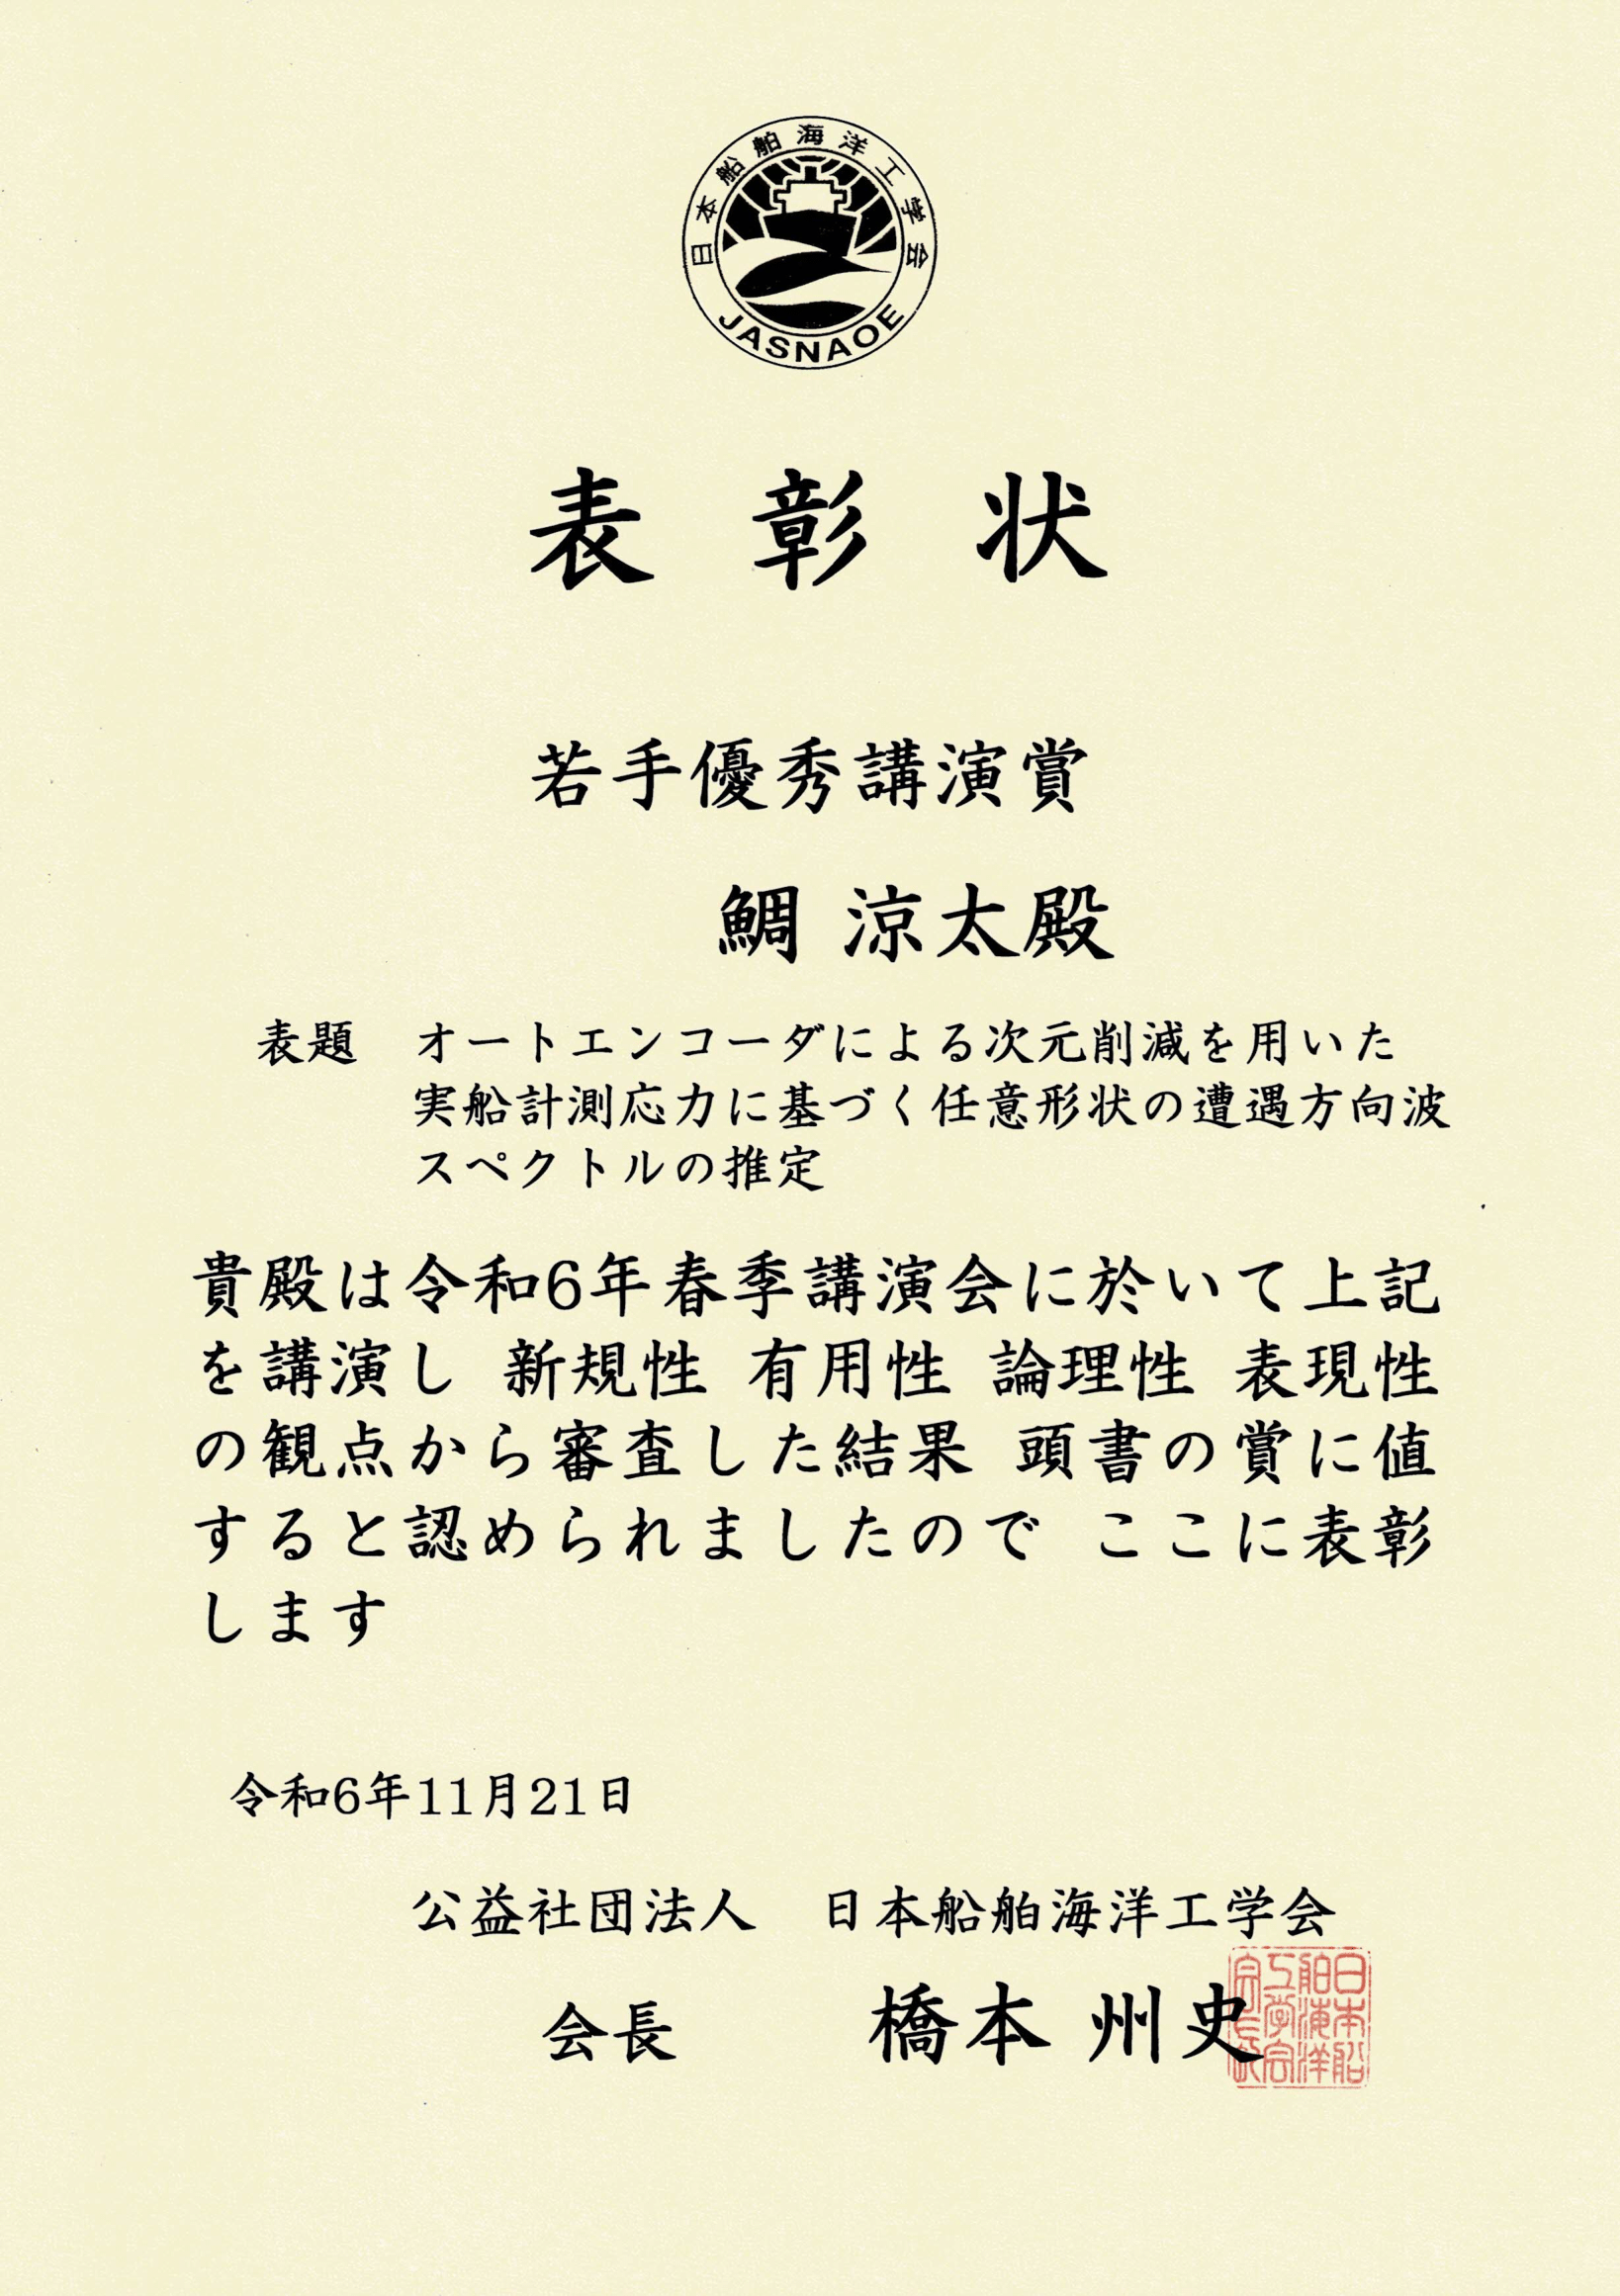 日本船舶海洋工学会
JASNAOE
表彰状
若手優秀講演賞
鯛 涼太殿
表題 オートエンコーダによる次元削減を用いた
実船計測応力に基づく任意形状の遭遇方向波
スペクトルの推定
貴殿は令和6年春季講演会に於いて上記
を講演し 新規性 有用性 論理性 表現性
の観点から審査した結果 頭書の賞に値
すると認められましたので ここに表彰
します
令和6年11月21日
公益社団法人 日本船舶海洋工学会
会長 橋本 州史
日本船
舶海洋
工学会